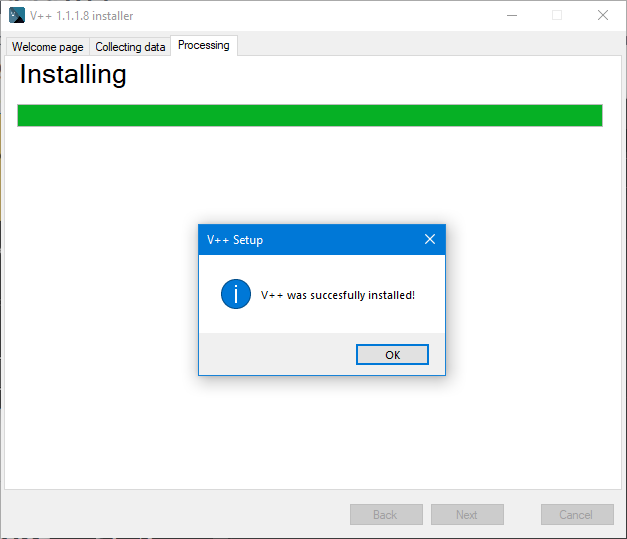 V++ 1.1.1.8 installer
Welcome page Collecting data Processing
Installing
V++ Setup
V++ was succesfully installed!
OK
Back Next Cancel